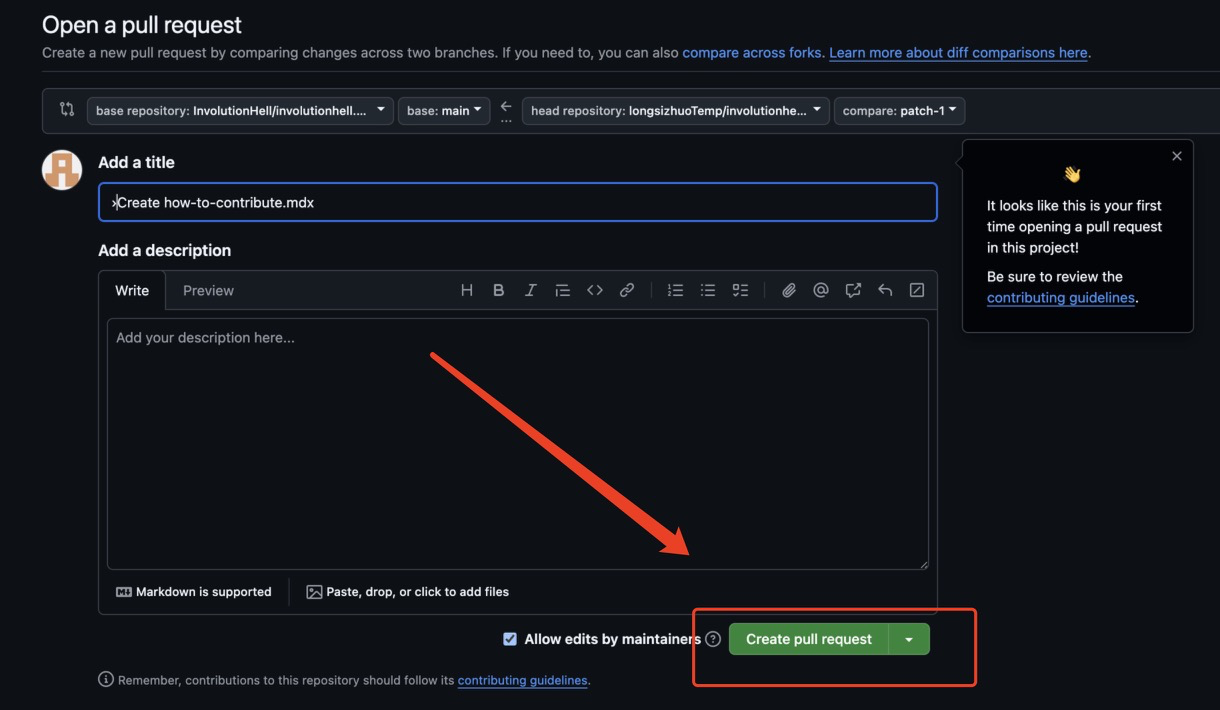 Open a pull request
Create a new pull request by comparing changes across two branches. If you need to, you can also compare across forks. Learn more about diff comparisons here.
base repository: InvolutionHell/involutionhell.... base: main ← ... head repository: longsizhuoTemp/involutionhe... compare: patch-1
Add a title
›Create how-to-contribute.mdx
It looks like this is your first
time opening a pull request
in this project!
Be sure to review the
contributing guidelines.
Add a description
Write Preview
Add your description here...
Markdown is supported Paste, drop, or click to add files
Allow edits by maintainers Create pull request
Remember, contributions to this repository should follow its contributing guidelines.